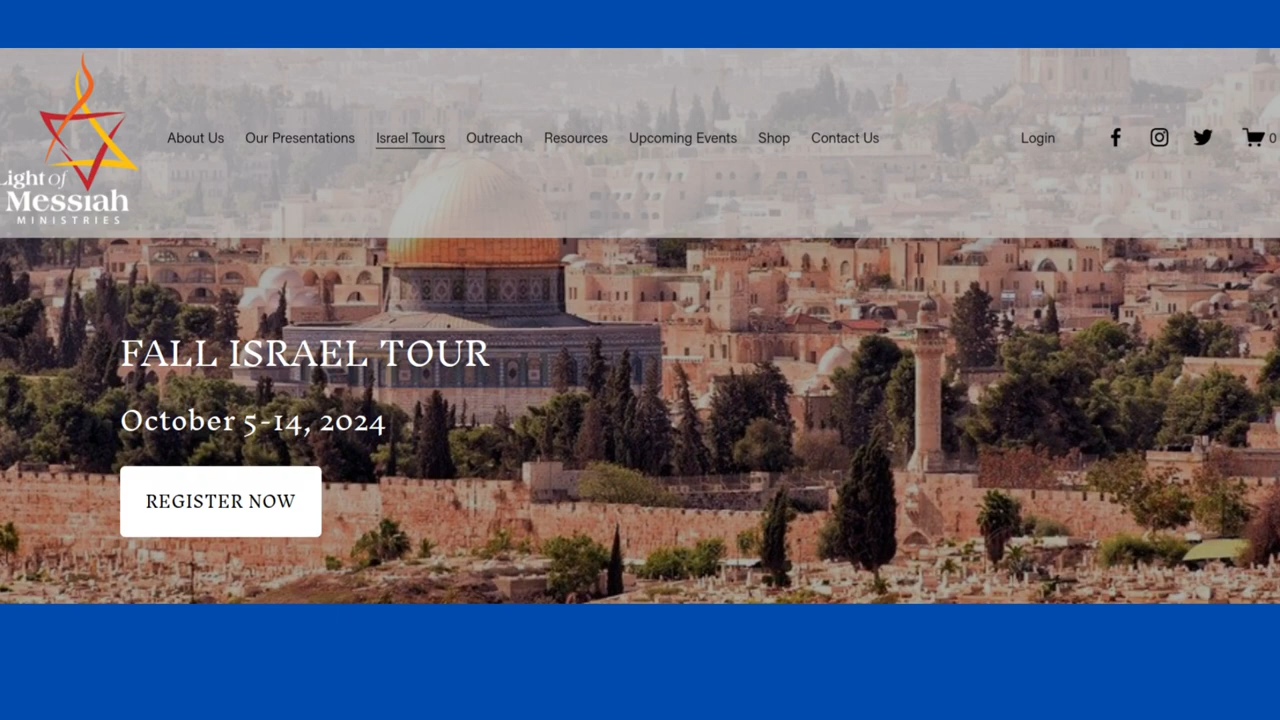 Light of
Messiah
MINISTRIES
About Us Our Presentations Israel Tours Outreach Resources Upcoming Events Shop Contact Us Login 0
FALL ISRAEL TOUR
October 5-14, 2024
REGISTER NOW